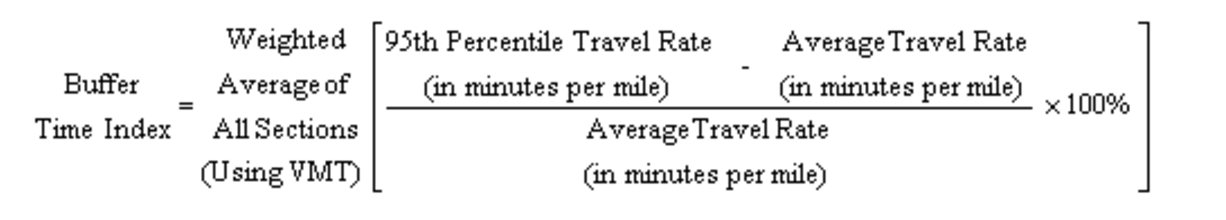 Buffer
Time Index
=
Weighted
Average of
All Sections
(Using VMT)
95th Percentile Travel Rate
(in minutes per mile)
-
Average Travel Rate
(in minutes per mile)
Average Travel Rate
(in minutes per mile)
×100%